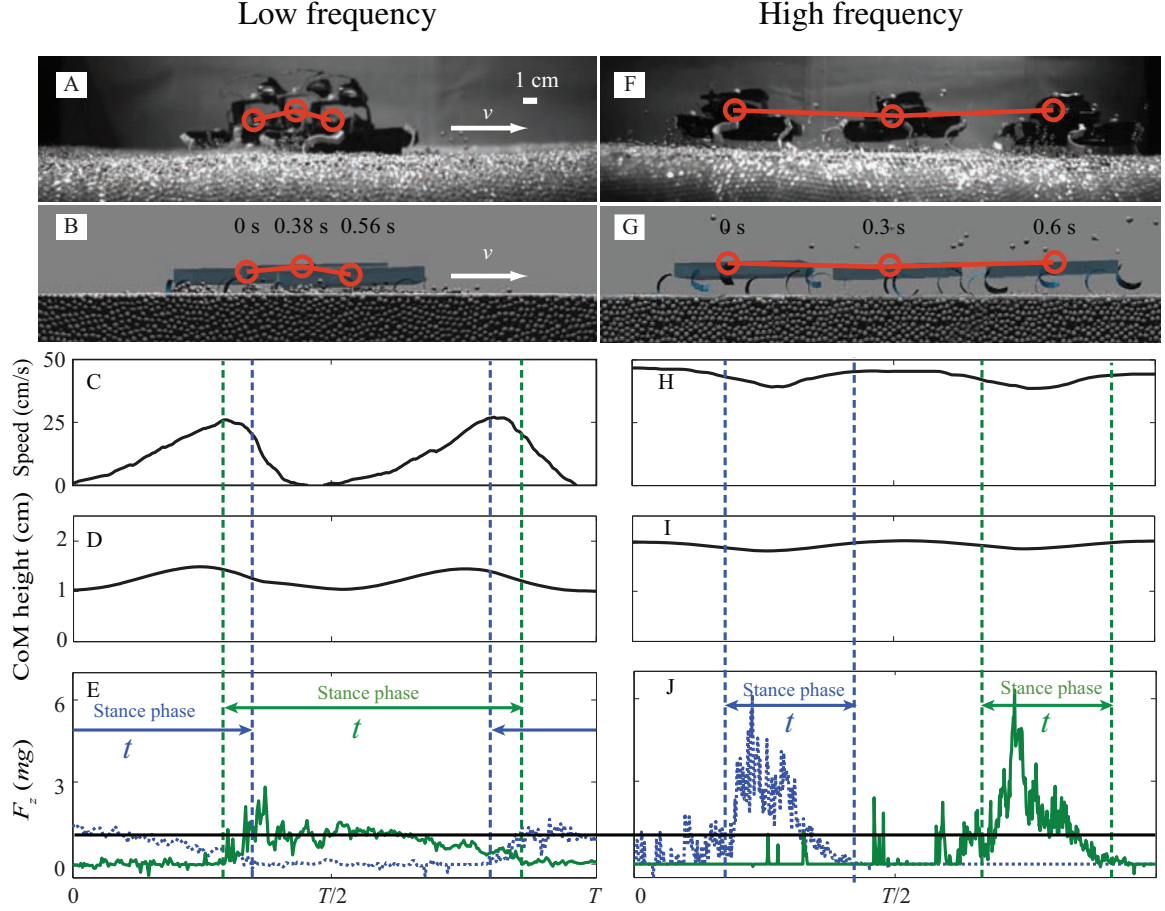 Low frequency
High frequency
A
1 cm
v
F
B
0 s
0.38 s
0.56 s
v
G
0 s
0.3 s
0.6 s
Speed (cm/s)
50
25
0
C
H
CoM height (cm)
2
1
0
D
I
F_z (mg)
6
3
0
E
Stance phase
t
Stance phase
t
J
Stance phase
t
Stance phase
t
0
T/2
T
0
T/2